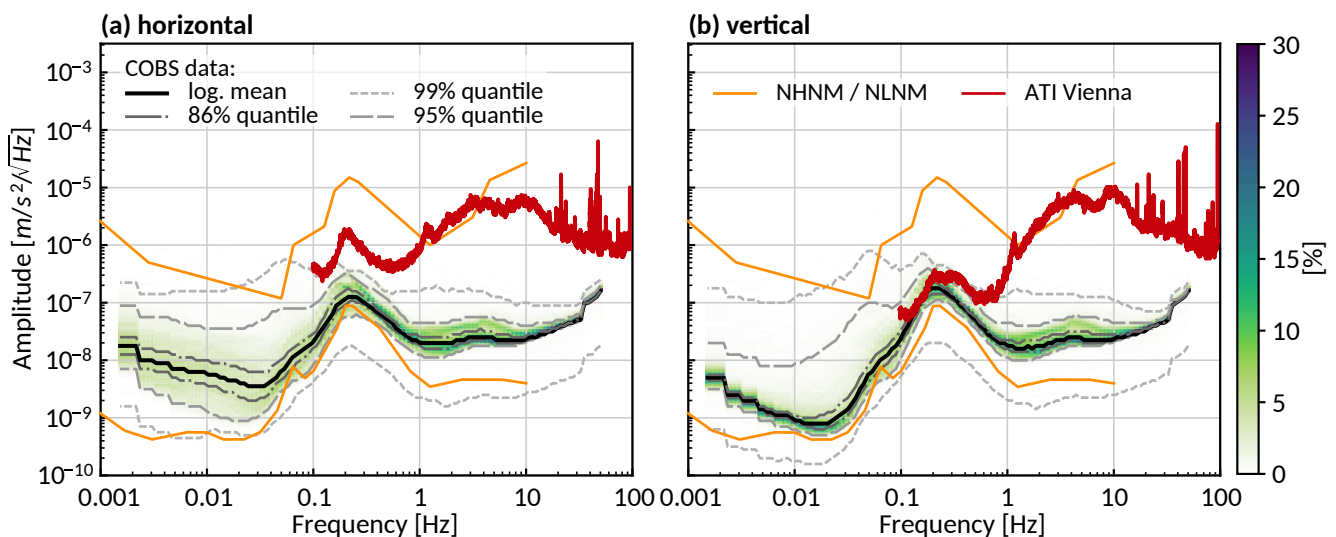 (a) horizontal
(b) vertical
COBS data:
log. mean
86% quantile
99% quantile
95% quantile
NHNM / NLNM
ATI Vienna
10⁻³
10⁻⁴
10⁻⁵
10⁻⁶
10⁻⁷
10⁻⁸
10⁻⁹
10⁻¹⁰
Amplitude [m/s²/√Hz]
0.001
0.01
0.1
1
10
100
Frequency [Hz]
0.001
0.01
0.1
1
10
100
Frequency [Hz]
30
25
20
15
10
5
0
[%]